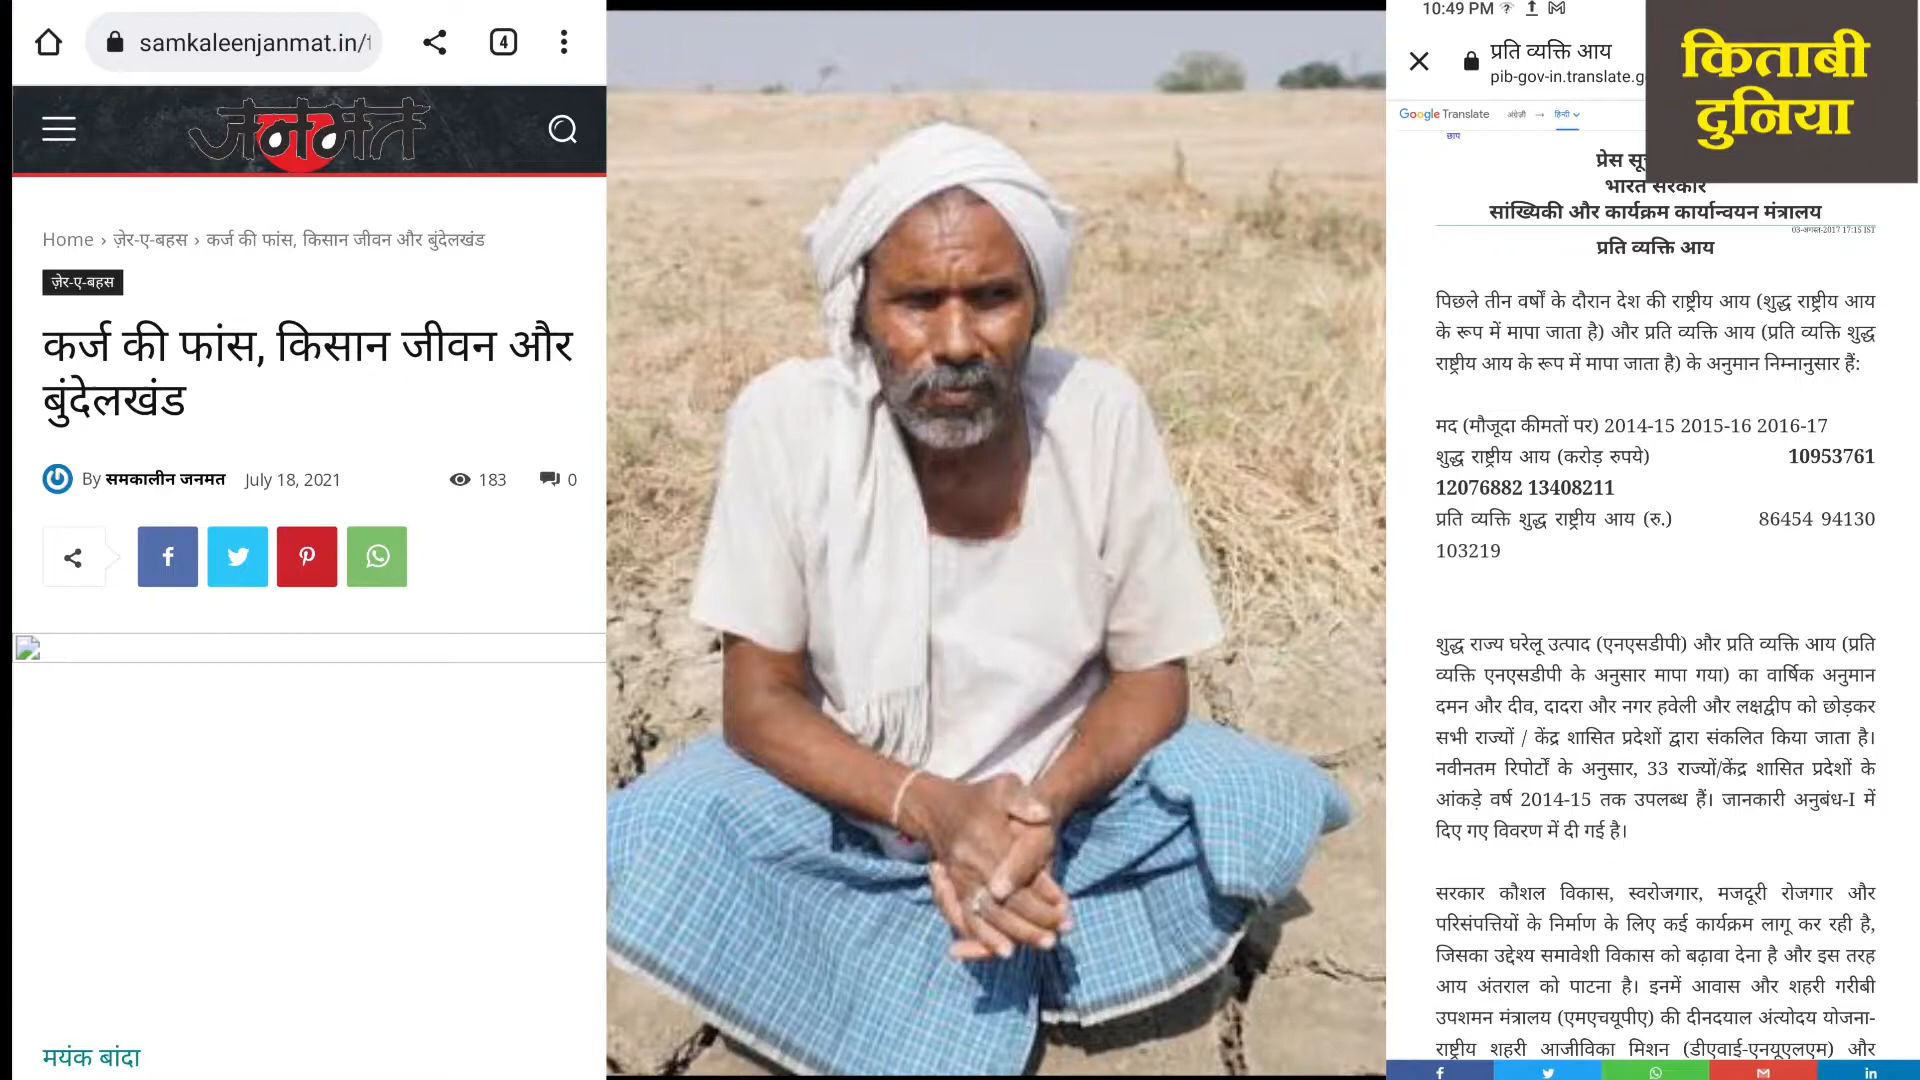 samkaleenjanmat.in/
4
जनमत
Home › ज़ेर-ए-बहस › कर्ज की फांस, किसान जीवन और बुंदेलखंड
ज़ेर-ए-बहस
कर्ज की फांस, किसान जीवन और
बुंदेलखंड
By समकालीन जनमत July 18, 2021 183 0
मयंक बांदा
10:49 PM
प्रति व्यक्ति आय
pib-gov-in.translate.g
किताबी
दुनिया
Google Translate अंग्रेज़ी → हिन्दी
छाप
प्रेस
भारत सरकार
सांख्यिकी और कार्यक्रम कार्यान्वयन मंत्रालय
03-अगस्त-2017 17:15 IST
प्रति व्यक्ति आय
पिछले तीन वर्षों के दौरान देश की राष्ट्रीय आय (शुद्ध राष्ट्रीय आय
के रूप में मापा जाता है) और प्रति व्यक्ति आय (प्रति व्यक्ति शुद्ध
राष्ट्रीय आय के रूप में मापा जाता है) के अनुमान निम्नानुसार हैं:
मद (मौजूदा कीमतों पर) 2014-15 2015-16 2016-17
शुद्ध राष्ट्रीय आय (करोड़ रुपये) 10953761
12076882 13408211
प्रति व्यक्ति शुद्ध राष्ट्रीय आय (रु.) 86454 94130
103219
शुद्ध राज्य घरेलू उत्पाद (एनएसडीपी) और प्रति व्यक्ति आय (प्रति
व्यक्ति एनएसडीपी के अनुसार मापा गया) का वार्षिक अनुमान
दमन और दीव, दादरा और नगर हवेली और लक्षद्वीप को छोड़कर
सभी राज्यों / केंद्र शासित प्रदेशों द्वारा संकलित किया जाता है।
नवीनतम रिपोर्टों के अनुसार, 33 राज्यों/केंद्र शासित प्रदेशों के
आंकड़े वर्ष 2014-15 तक उपलब्ध हैं। जानकारी अनुबंध-I में
दिए गए विवरण में दी गई है।
सरकार कौशल विकास, स्वरोजगार, मजदूरी रोजगार और
परिसंपत्तियों के निर्माण के लिए कई कार्यक्रम लागू कर रही है,
जिसका उद्देश्य समावेशी विकास को बढ़ावा देना है और इस तरह
आय अंतराल को पाटना है। इनमें आवास और शहरी गरीबी
उपशमन मंत्रालय (एमएचयूपीए) की दीनदयाल अंत्योदय योजना-
राष्ट्रीय शहरी आजीविका मिशन (डीएवाई-एनयूएलएम) और